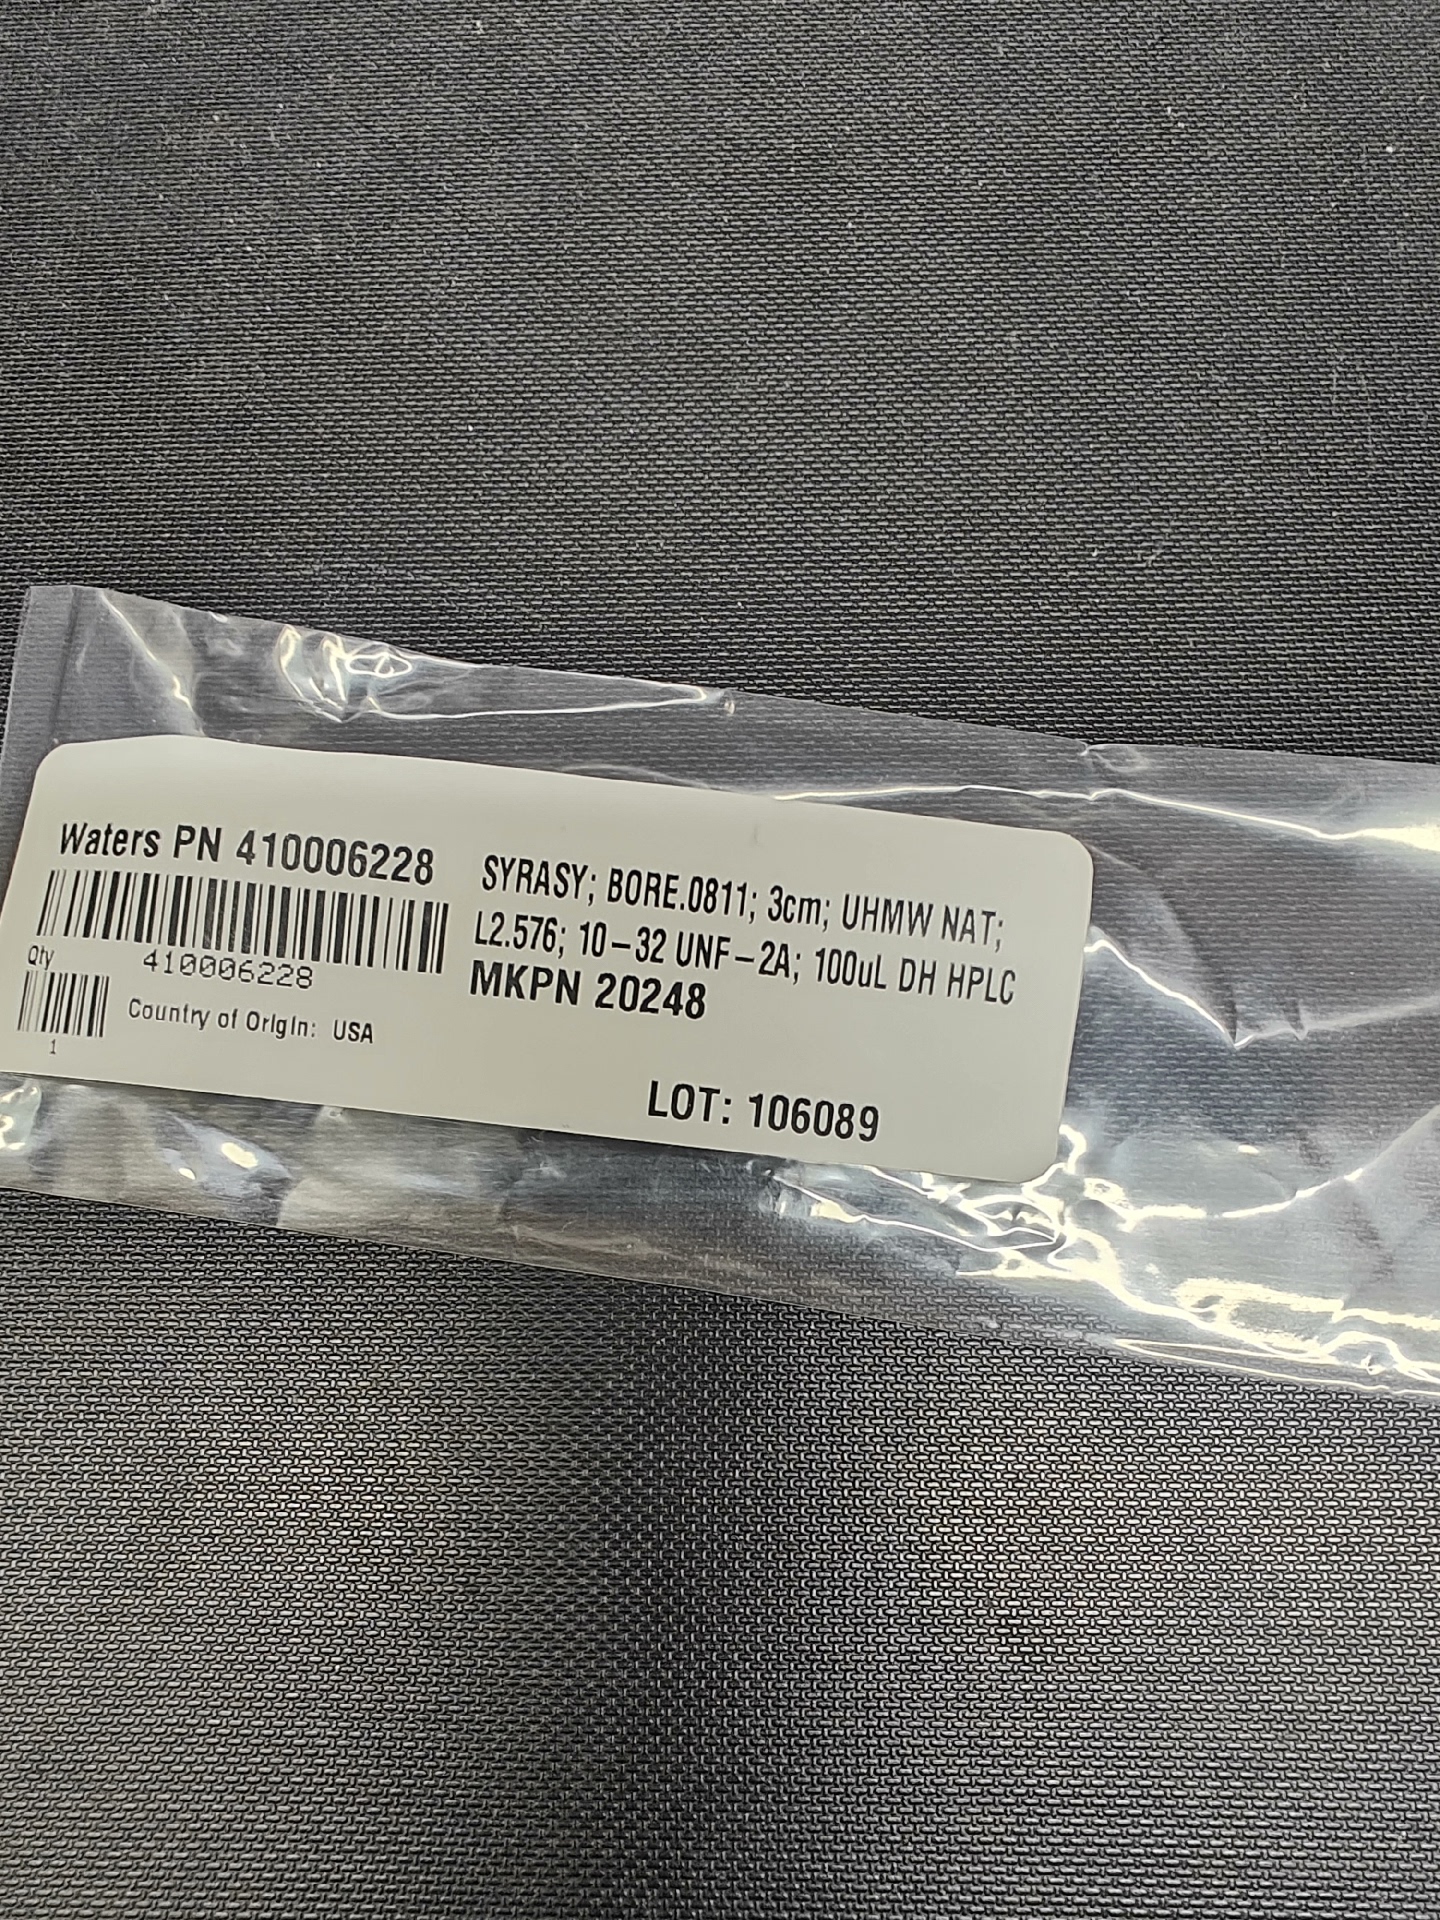 Waters PN 410006228
410006228
Qty
1
Country of Origin: USA
SYRASY; BORE.0811; 3cm; UHMW NAT;
L2.576; 10-32 UNF-2A; 100uL DH HPLC
MKPN 20248
LOT: 106089